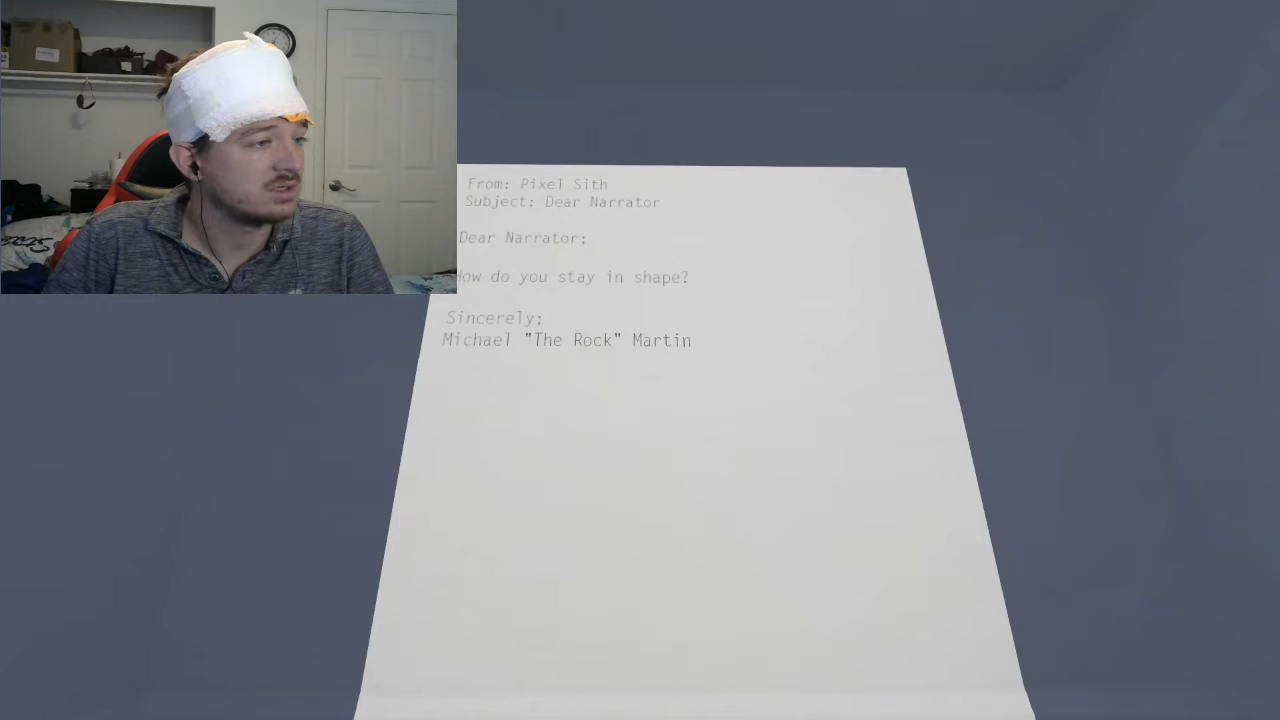 From: Pixel Sith
Subject: Dear Narrator
Dear Narrator;
How do you stay in shape?
Sincerely;
Michael "The Rock" Martin